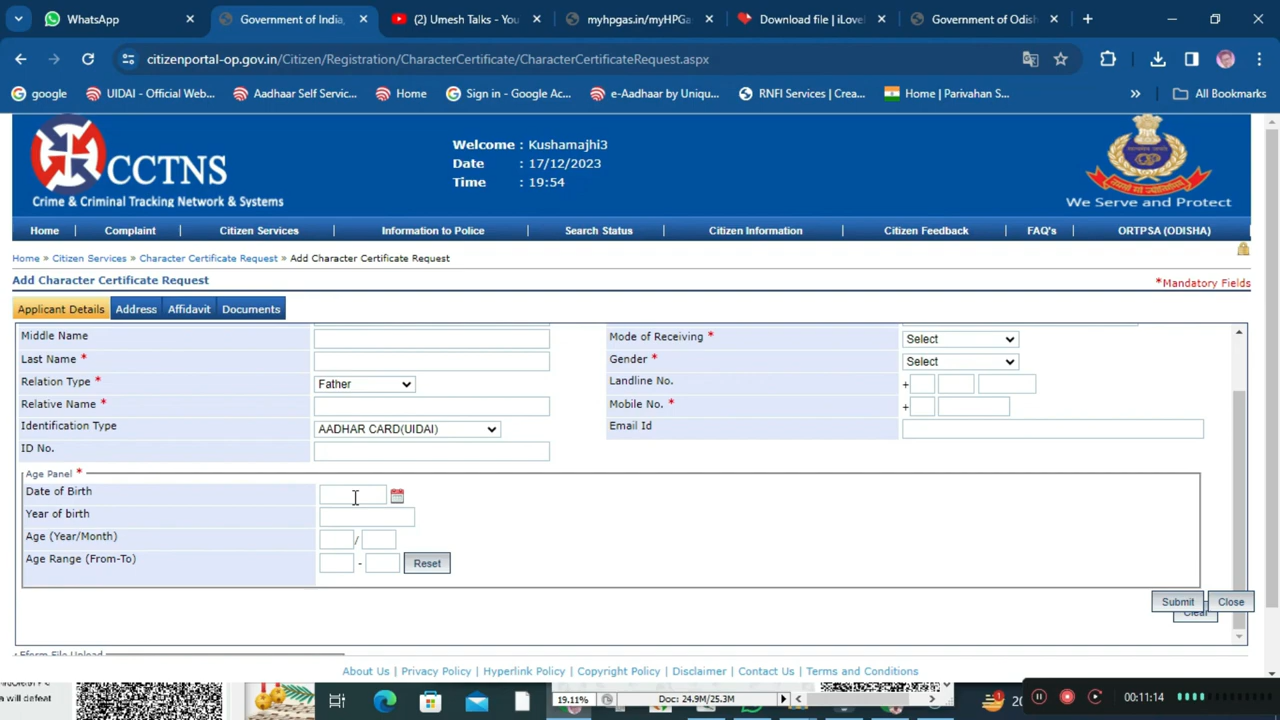 WhatsApp
Government of India,
(2) Umesh Talks - You
myhpgas.in/myHPGa
Download file | iLove
Government of Odish
citizenportal-op.gov.in/Citizen/Registration/CharacterCertificate/CharacterCertificateRequest.aspx
google
UIDAI - Official Web...
Aadhaar Self Servic...
Home
Sign in - Google Ac...
e-Aadhaar by Uniqu...
RNFI Services | Crea...
Home | Parivahan S...
All Bookmarks
CCTNS
Crime & Criminal Tracking Network & Systems
Welcome : Kushamajhi3
Date : 17/12/2023
Time : 19:54
We Serve and Protect
Home
Complaint
Citizen Services
Information to Police
Search Status
Citizen Information
Citizen Feedback
FAQ's
ORTPSA (ODISHA)
Home >> Citizen Services >> Character Certificate Request >> Add Character Certificate Request
Add Character Certificate Request
*Mandatory Fields
Applicant Details
Address
Affidavit
Documents
Middle Name
Mode of Receiving *
Select
Last Name *
Gender *
Select
Relation Type *
Father
Landline No.
+
Relative Name *
Mobile No. *
+
Identification Type
AADHAR CARD(UIDAI)
Email Id
ID No.
Age Panel *
Date of Birth
Year of birth
Age (Year/Month)
/
Age Range (From-To)
-
Reset
Submit
Close
Clear
Eform File Upload
About Us | Privacy Policy | Hyperlink Policy | Copyright Policy | Disclaimer | Contact Us | Terms and Conditions
a will defeat
19.11%
Doc: 24.9M/25.3M
00:11:14